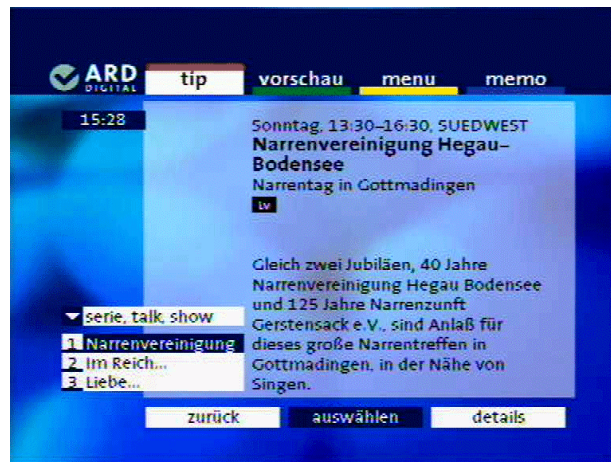 ARD
DIGITAL
tip
vorschau
menu
memo
15:28
Sonntag, 13:30–16:30, SUEDWEST
Narrenvereinigung Hegau–
Bodensee
Narrentag in Gottmadingen
Lv
Gleich zwei Jubiläen, 40 Jahre
Narrenvereinigung Hegau Bodensee
und 125 Jahre Narrenzunft
Gerstensack e.V., sind Anlaß für
dieses große Narrentreffen in
Gottmadingen, in der Nähe von
Singen.
serie, talk, show
1 Narrenvereinigung
2 Im Reich...
3 Liebe...
zurück
auswählen
details